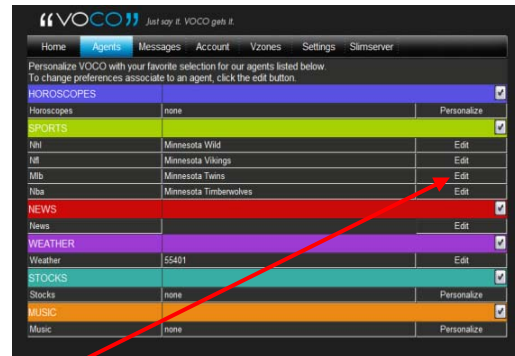 “VOCO” Just say it. VOCO gets it.
Home Agents Messages Account Vzones Settings Slimserver
Personalize VOCO with your favorite selection for our agents listed below.
To change preferences associate to an agent, click the edit button.
HOROSCOPES
Horoscopes none Personalize
SPORTS
Nhl Minnesota Wild Edit
Nfl Minnesota Vikings Edit
Mlb Minnesota Twins Edit
Nba Minnesota Timberwolves Edit
NEWS
News Edit
WEATHER
Weather 55401 Edit
STOCKS
Stocks none Personalize
MUSIC
Music none Personalize